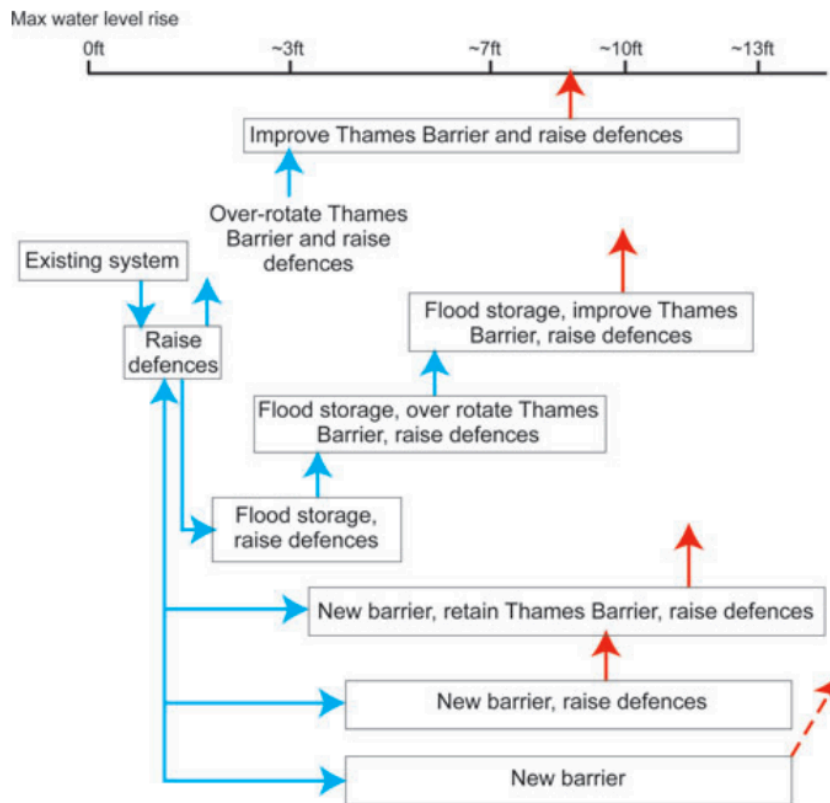 Max water level rise
0ft ~3ft ~7ft ~10ft ~13ft
Improve Thames Barrier and raise defences
Over-rotate Thames
Barrier and raise
defences
Existing system
Raise
defences
Flood storage, improve Thames
Barrier, raise defences
Flood storage, over rotate Thames
Barrier, raise defences
Flood storage,
raise defences
New barrier, retain Thames Barrier, raise defences
New barrier, raise defences
New barrier